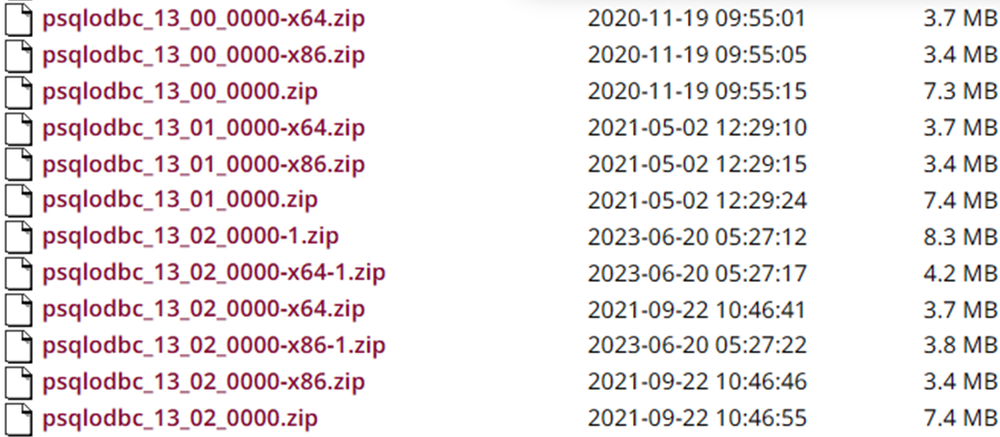 psqlodbc_13_00_0000-x64.zip 2020-11-19 09:55:01 3.7 MB
psqlodbc_13_00_0000-x86.zip 2020-11-19 09:55:05 3.4 MB
psqlodbc_13_00_0000.zip 2020-11-19 09:55:15 7.3 MB
psqlodbc_13_01_0000-x64.zip 2021-05-02 12:29:10 3.7 MB
psqlodbc_13_01_0000-x86.zip 2021-05-02 12:29:15 3.4 MB
psqlodbc_13_01_0000.zip 2021-05-02 12:29:24 7.4 MB
psqlodbc_13_02_0000-1.zip 2023-06-20 05:27:12 8.3 MB
psqlodbc_13_02_0000-x64-1.zip 2023-06-20 05:27:17 4.2 MB
psqlodbc_13_02_0000-x64.zip 2021-09-22 10:46:41 3.7 MB
psqlodbc_13_02_0000-x86-1.zip 2023-06-20 05:27:22 3.8 MB
psqlodbc_13_02_0000-x86.zip 2021-09-22 10:46:46 3.4 MB
psqlodbc_13_02_0000.zip 2021-09-22 10:46:55 7.4 MB